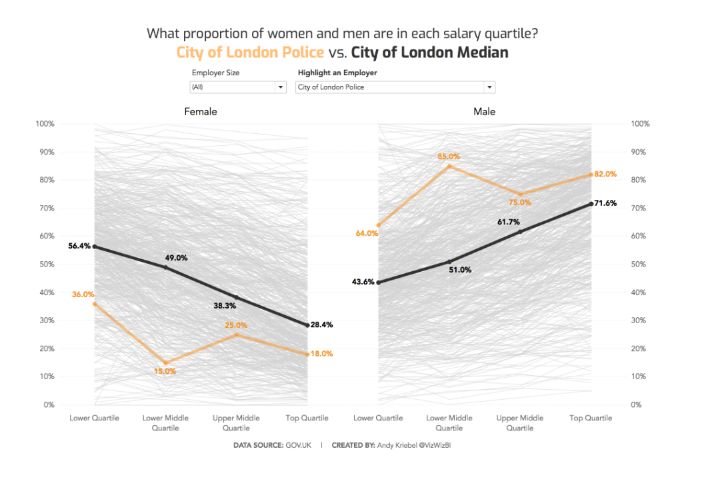 What proportion of women and men are in each salary quartile?
City of London Police vs. City of London Median
Employer Size
Highlight an Employer
(All)
City of London Police
Female
Male
100%
90%
80%
70%
60%
50%
40%
30%
20%
10%
0%
56.4%
49.0%
38.3%
28.4%
36.0%
15.0%
25.0%
18.0%
64.0%
85.0%
75.0%
82.0%
43.6%
51.0%
61.7%
71.6%
100%
90%
80%
70%
60%
50%
40%
30%
20%
10%
0%
Lower Quartile
Lower Middle
Quartile
Upper Middle
Quartile
Top Quartile
Lower Quartile
Lower Middle
Quartile
Upper Middle
Quartile
Top Quartile
DATA SOURCE: GOV.UK | CREATED BY: Andy Kriebel @VizWizBI